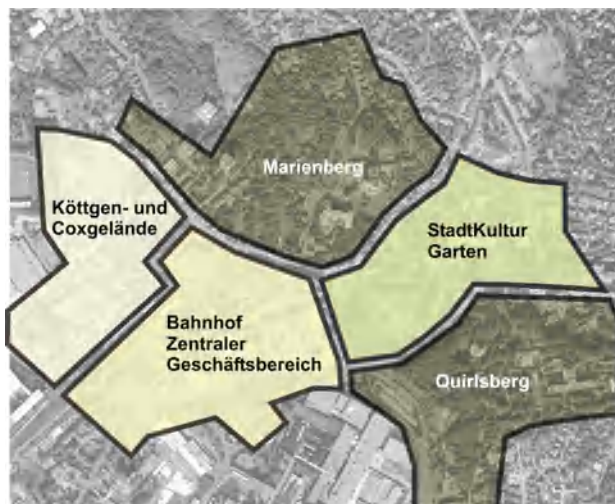 Marienberg
Köttgen- und
Coxgelände
StadtKultur
Garten
Bahnhof
Zentraler
Geschäftsbereich
Quirlsberg